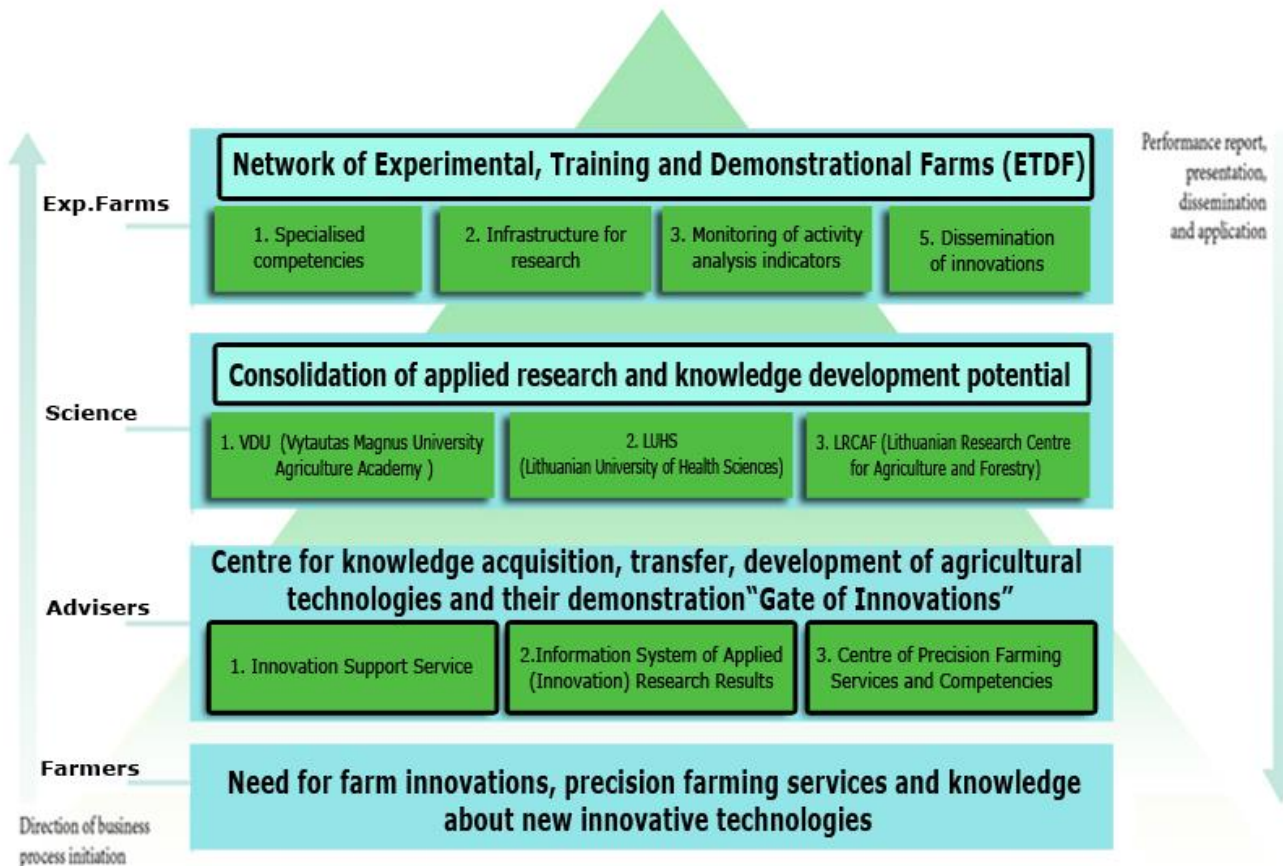 Network of Experimental, Training and Demonstrational Farms (ETDF)
Exp.Farms
1. Specialised
competencies
2. Infrastructure for
research
3. Monitoring of activity
analysis indicators
5. Dissemination
of innovations
Performance report,
presentation,
dissemination
and application
Consolidation of applied research and knowledge development potential
Science
1. VDU (Vytautas Magnus University
Agriculture Academy )
2. LUHS
(Lithuanian University of Health Sciences)
3. LRCAF (Lithuanian Research Centre
for Agriculture and Forestry)
Centre for knowledge acquisition, transfer, development of agricultural
technologies and their demonstration"Gate of Innovations"
Advisers
1. Innovation Support Service
2.Information System of Applied
(Innovation) Research Results
3. Centre of Precision Farming
Services and Competencies
Farmers
Need for farm innovations, precision farming services and knowledge
about new innovative technologies
Direction of business
process initiation